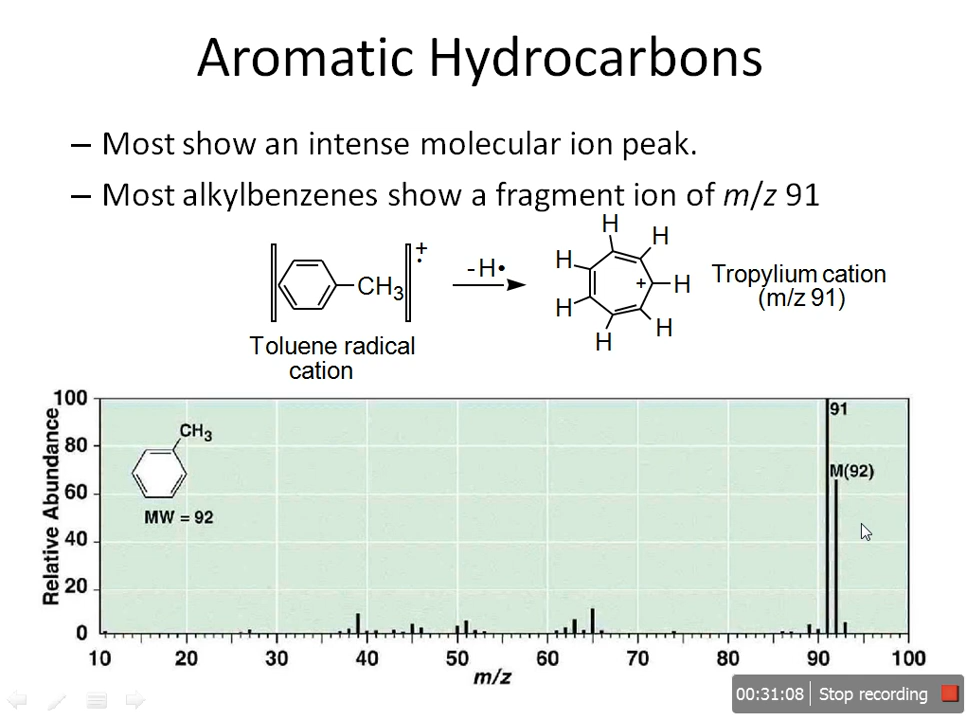 Aromatic Hydrocarbons
– Most show an intense molecular ion peak.
– Most alkylbenzenes show a fragment ion of m/z 91
+
•
CH3
-H•
H
H
H
H
+
H
H
H
Toluene radical
cation
Tropylium cation
(m/z 91)
Relative Abundance
100
80
60
40
20
0
CH3
MW = 92
91
M(92)
10 20 30 40 50 60 70 80 90 100
m/z
00:31:08 Stop recording